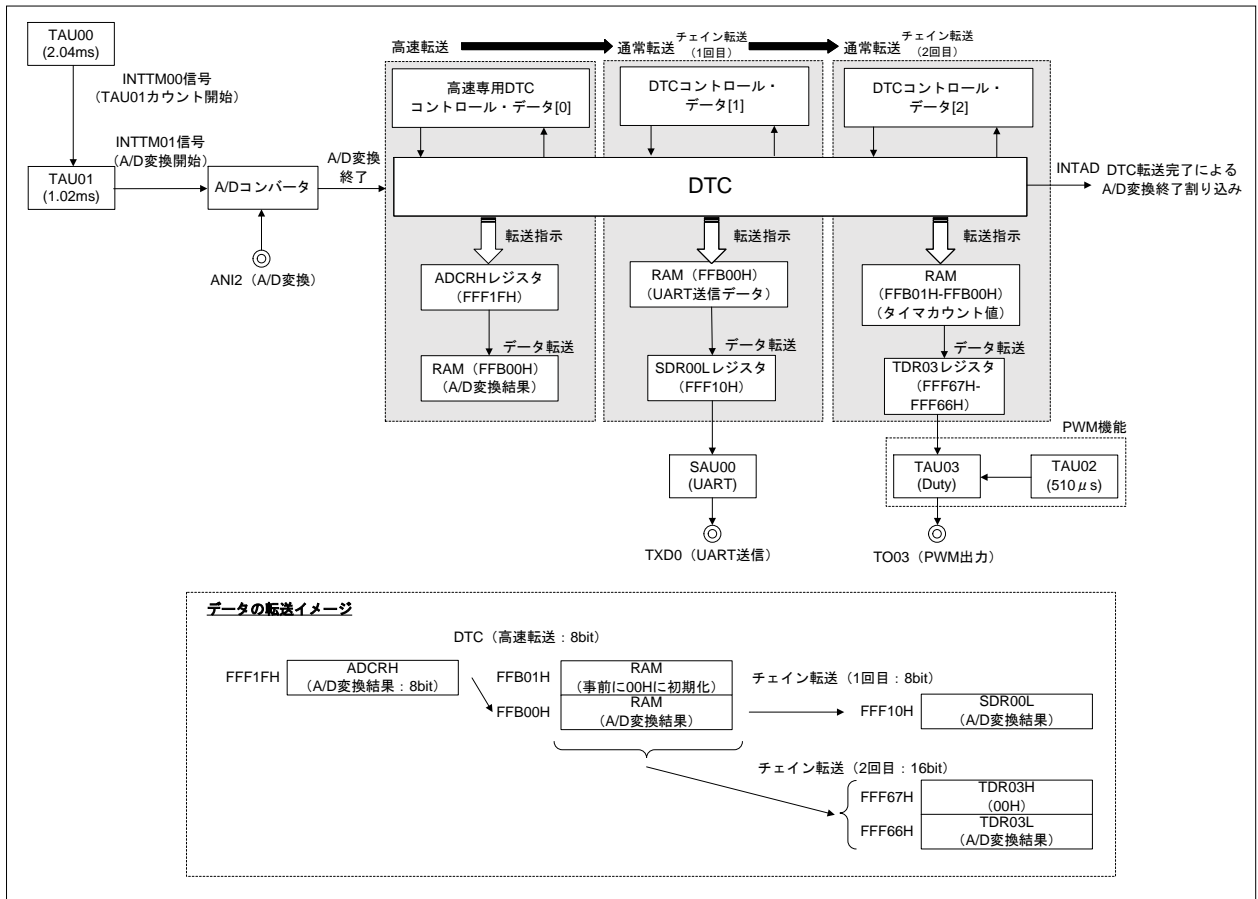 TAU00
(2.04ms)
INTTM00信号
(TAU01カウント開始)
INTTM01信号
(A/D変換開始)
TAU01
(1.02ms)
A/Dコンバータ
ANI2（A/D変換）
A/D変換
終了
高速転送
通常転送
チェイン転送
（1回目）
通常転送
チェイン転送
（2回目）
高速専用DTC
コントロール・データ[0]
DTCコントロール・
データ[1]
DTCコントロール・
データ[2]
DTC
INTAD
DTC転送完了による
A/D変換終了割り込み
転送指示
転送指示
転送指示
ADCRHレジスタ
(FFF1FH)
データ転送
RAM（FFB00H)
（A/D変換結果）
RAM（FFB00H)
（UART送信データ）
データ転送
SDR00Lレジスタ
(FFF10H)
RAM
(FFB01H-FFB00H)
（タイマカウント値）
データ転送
TDR03レジスタ
(FFF67H-
FFF66H)
PWM機能
SAU00
(UART)
TXD0（UART送信）
TAU03
(Duty)
TAU02
(510μs)
TO03（PWM出力）
データの転送イメージ
DTC（高速転送：8bit）
FFF1FH
ADCRH
（A/D変換結果：8bit）
FFB01H
RAM
（事前に00Hに初期化）
FFB00H
RAM
（A/D変換結果）
チェイン転送（1回目：8bit）
FFF10H
SDR00L
（A/D変換結果）
チェイン転送（2回目：16bit）
FFF67H
TDR03H
（00H）
FFF66H
TDR03L
（A/D変換結果）